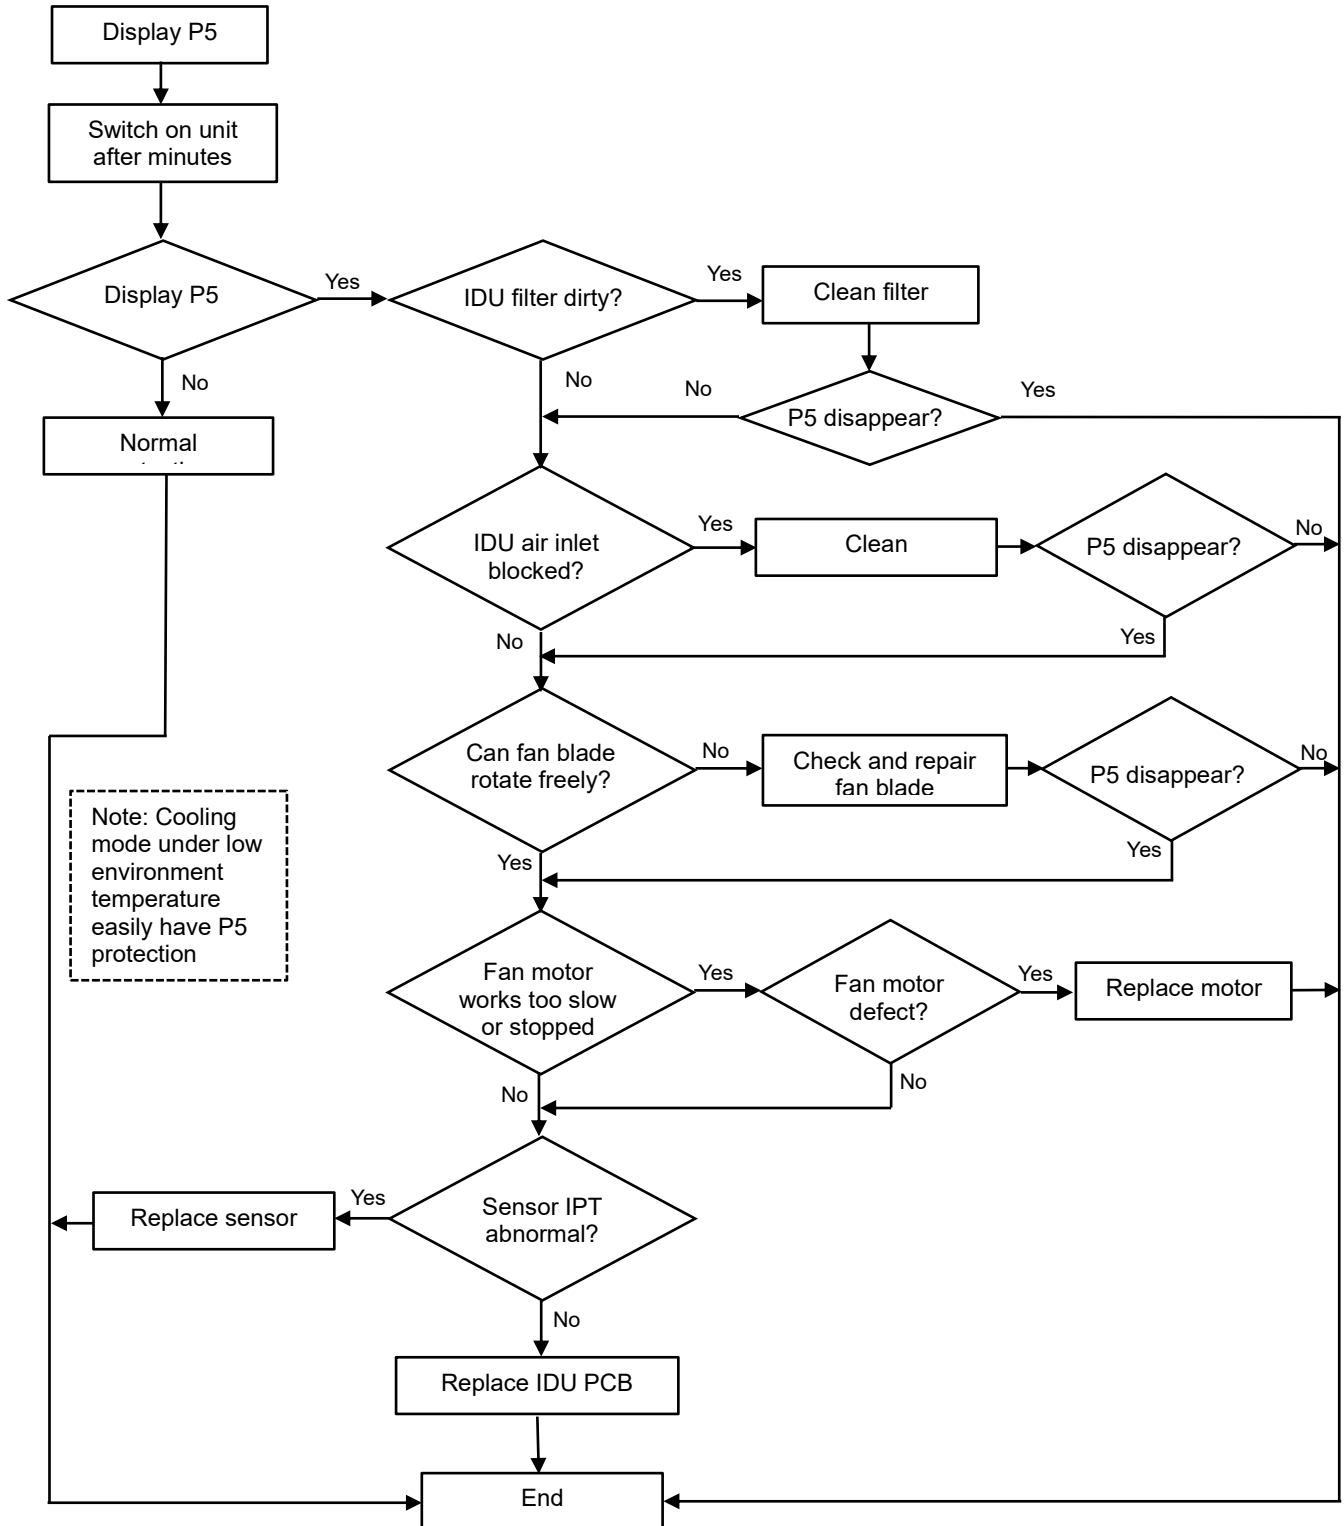 Display P5
Switch on unit
after minutes
Display P5
Yes
IDU filter dirty?
Yes
Clean filter
No
No
No
Yes
P5 disappear?
Normal
IDU air inlet
blocked?
Yes
Clean
P5 disappear?
No
No
Yes
Can fan blade
rotate freely?
No
Check and repair
fan blade
P5 disappear?
No
Note: Cooling
mode under low
environment
temperature
easily have P5
protection
Yes
Yes
Fan motor
works too slow
or stopped
Yes
Fan motor
defect?
Yes
Replace motor
No
No
Replace sensor
Yes
Sensor IPT
abnormal?
No
Replace IDU PCB
End